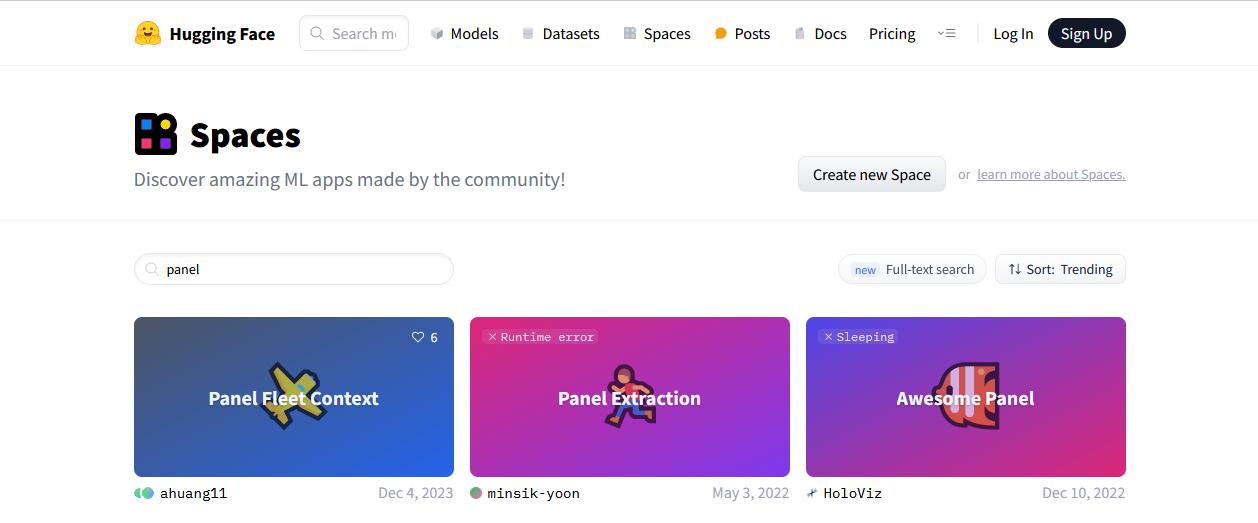 Hugging Face Search mo Models Datasets Spaces Posts Docs Pricing Log In Sign Up
Spaces
Discover amazing ML apps made by the community!
Create new Space or learn more about Spaces.
panel new Full-text search Sort: Trending
6 Runtime error Sleeping
Panel Fleet Context Panel Extraction Awesome Panel
ahuang11 Dec 4, 2023 minsik-yoon May 3, 2022 HoloViz Dec 10, 2022